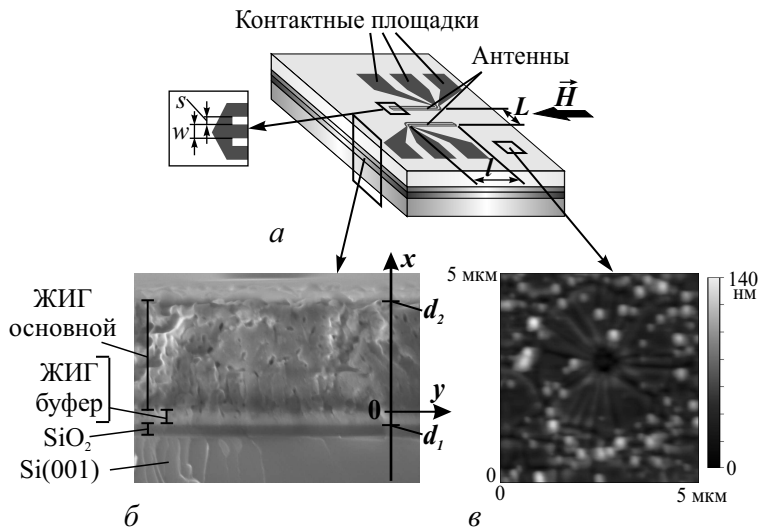 Контактные площадки
Антенны
s
w
L
H
l
а
x
5 мкм
140
нм
ЖИГ
основной
d2
ЖИГ
буфер
y
0
SiO2
d1
Si(001)
0
0
0
5 мкм
б
в